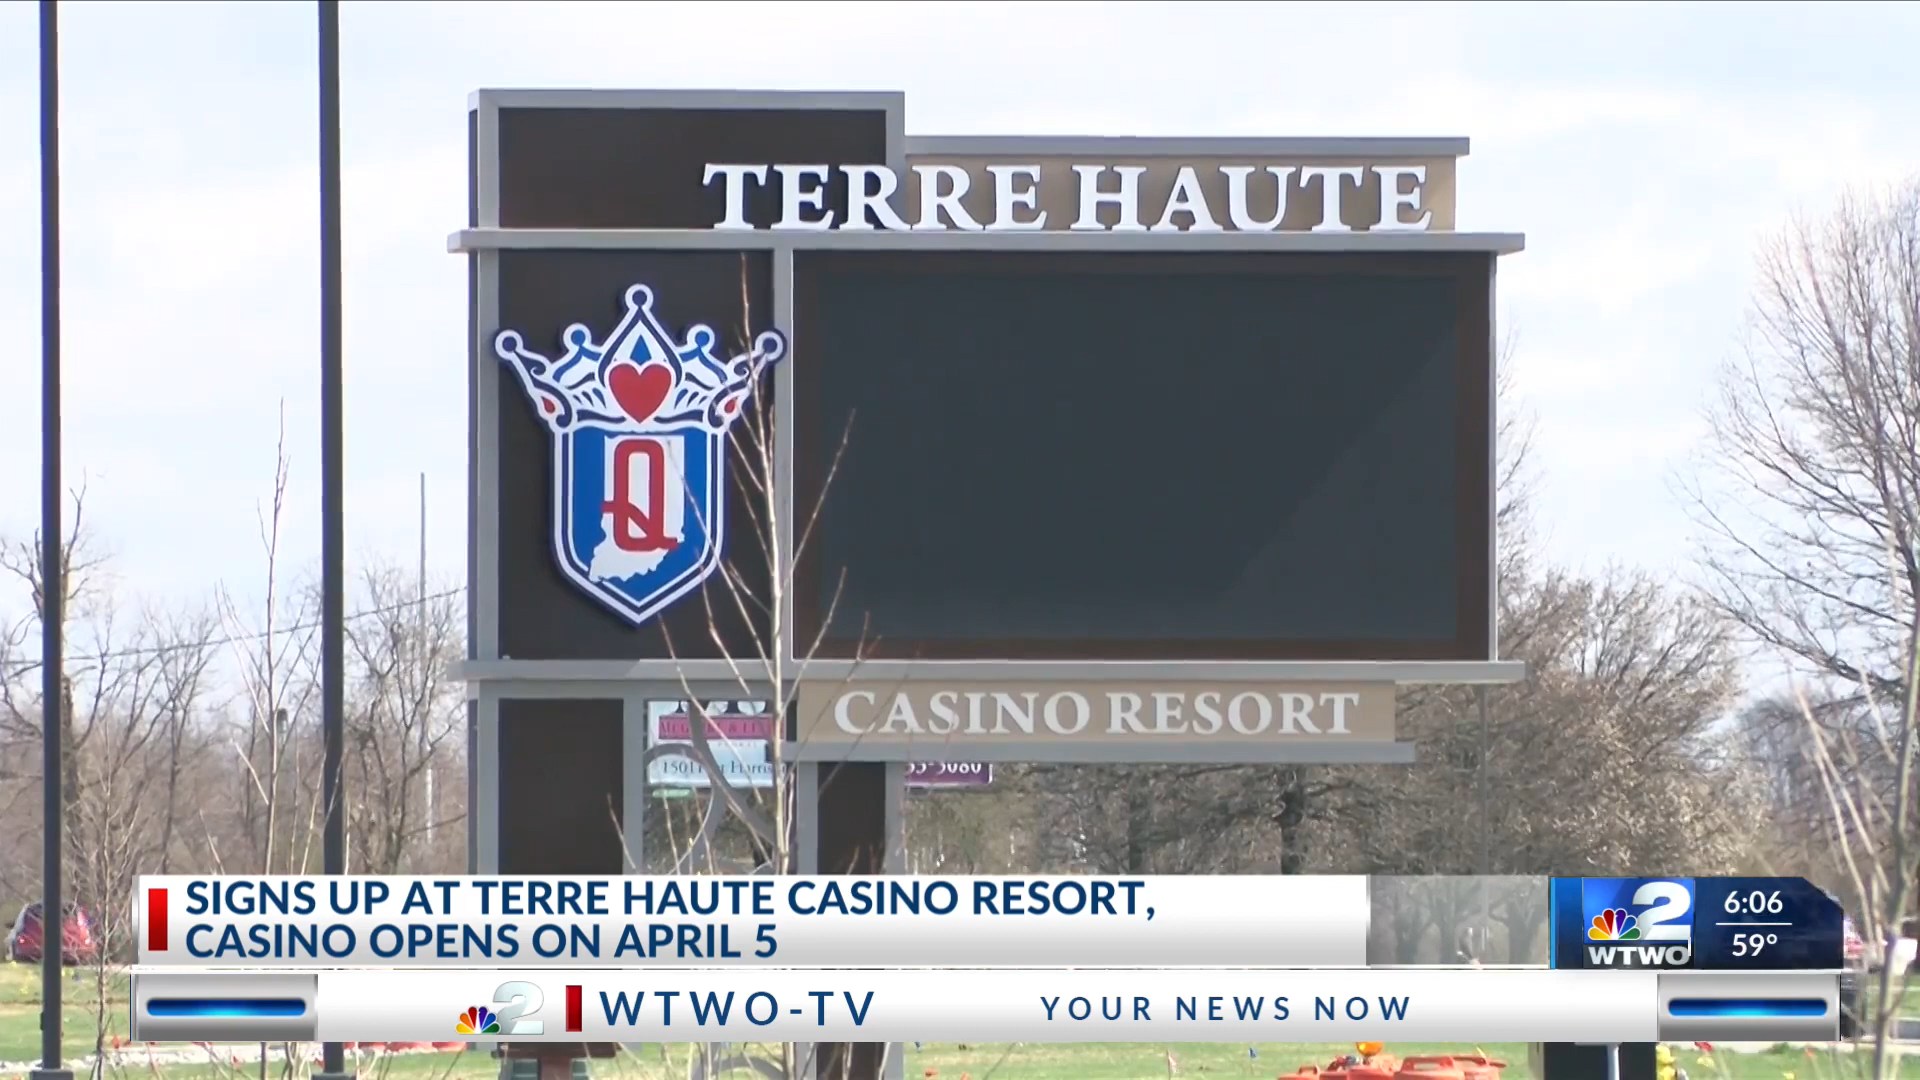 TERRE HAUTE
Q
CASINO RESORT
SIGNS UP AT TERRE HAUTE CASINO RESORT,
CASINO OPENS ON APRIL 5
2
WTWO
6:06
59°
2 WTWO-TV YOUR NEWS NOW